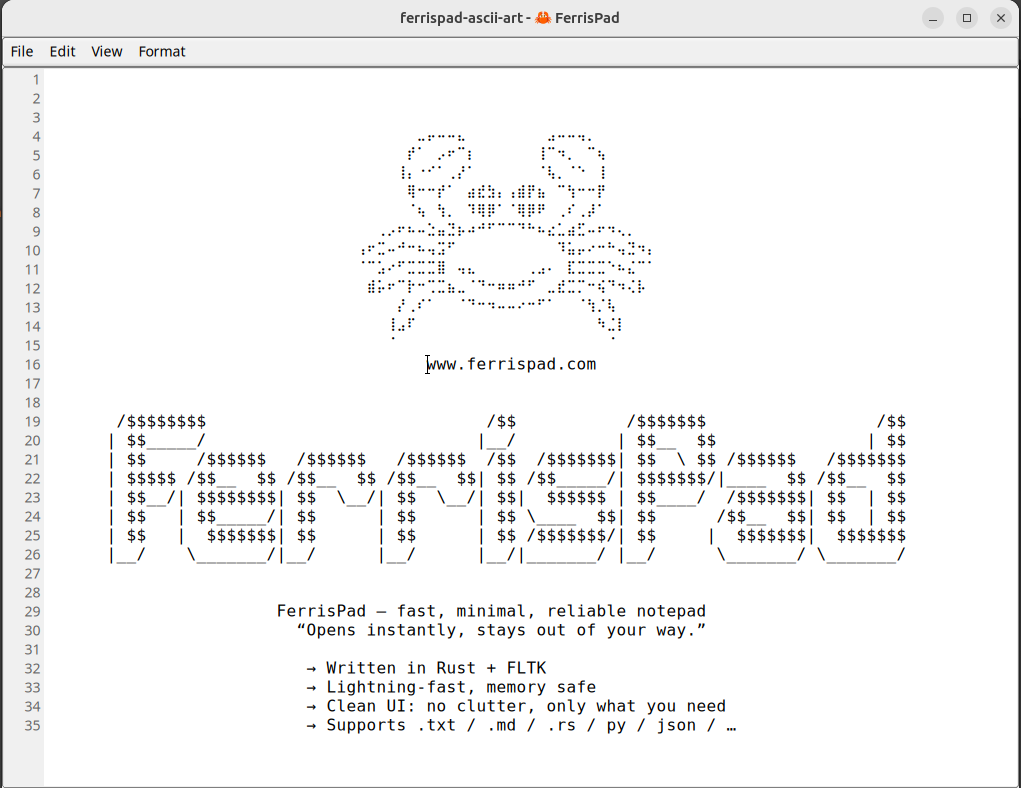 ferrispad-ascii-art - 🦀 FerrisPad
File Edit View Format
1
2
3
4
5
6
7
8
9
10
11
12
13
14
15
16 www.ferrispad.com
17
18
19  /$$$$$$$$                            /$$           /$$$$$$$                 /$$
20 | $$_____/                           |__/          | $$__  $$               | $$
21 | $$     /$$$$$$   /$$$$$$   /$$$$$$  /$$  /$$$$$$$| $$  \ $$ /$$$$$$   /$$$$$$$
22 | $$$$$ /$$__  $$ /$$__  $$ /$$__  $$| $$ /$$_____/| $$$$$$$/|____  $$ /$$__  $$
23 | $$__/| $$$$$$$$| $$  \__/| $$  \__/| $$|  $$$$$$ | $$____/  /$$$$$$$| $$  | $$
24 | $$   | $$_____/| $$      | $$      | $$ \____  $$| $$      /$$__  $$| $$  | $$
25 | $$   |  $$$$$$$| $$      | $$      | $$ /$$$$$$$/| $$     |  $$$$$$$|  $$$$$$$
26 |__/    \_______/|__/      |__/      |__/|_______/ |__/      \_______/ \_______/
27
28
29 FerrisPad — fast, minimal, reliable notepad
30 “Opens instantly, stays out of your way.”
31
32 → Written in Rust + FLTK
33 → Lightning-fast, memory safe
34 → Clean UI: no clutter, only what you need
35 → Supports .txt / .md / .rs / py / json / …